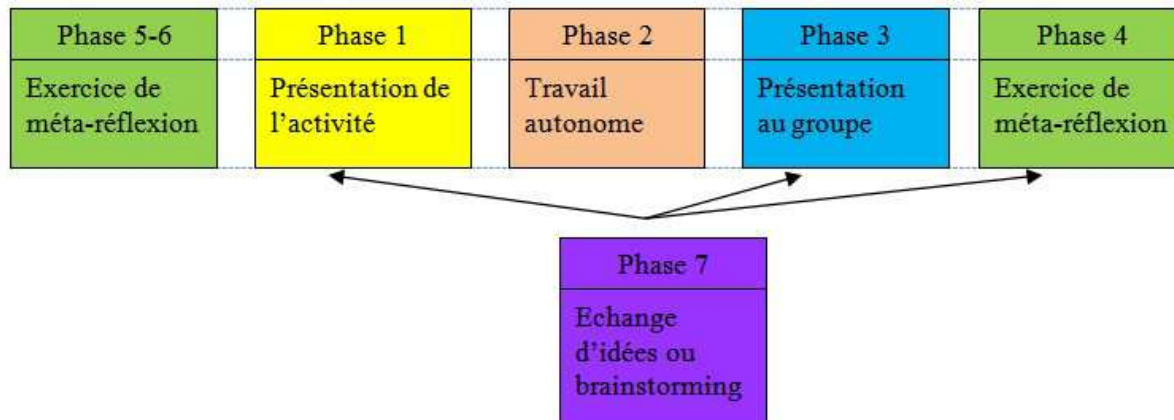 Phase 5-6
Exercice de
méta-réflexion
Phase 1
Présentation de
l'activité
Phase 2
Travail
autonome
Phase 3
Présentation
au groupe
Phase 4
Exercice de
méta-réflexion
Phase 7
Echange
d'idées ou
brainstorming